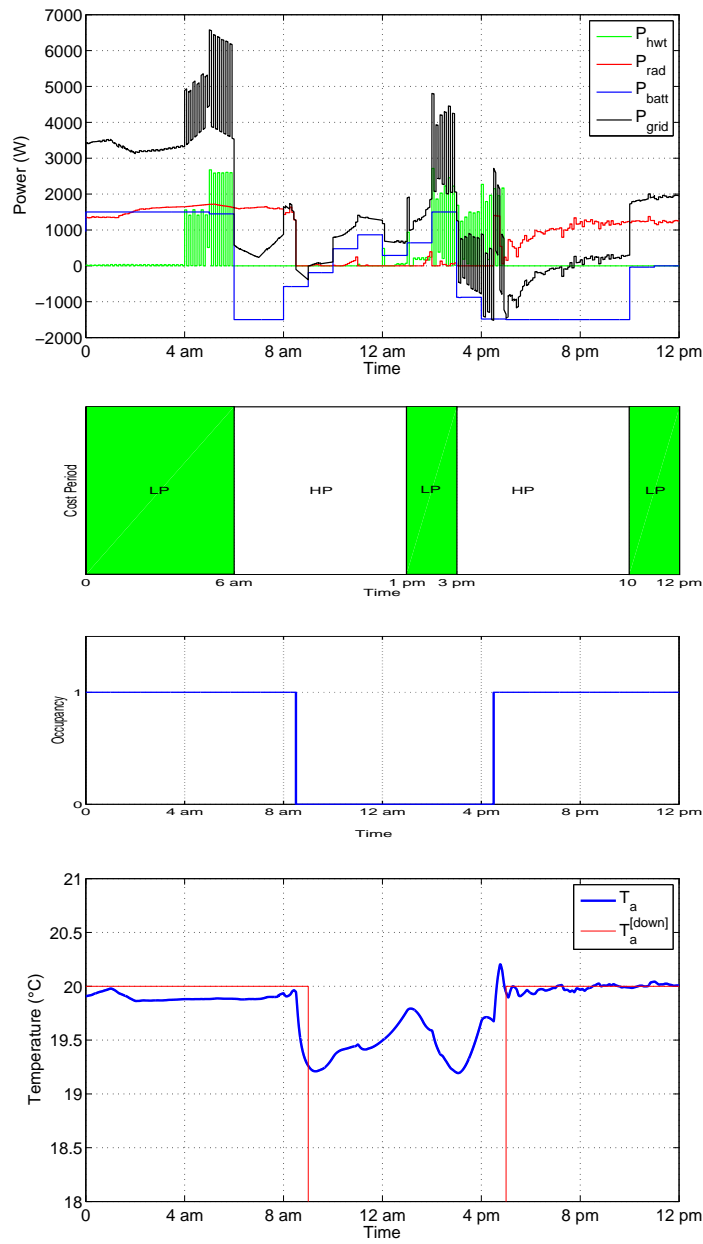 7000
6000
5000
4000
3000
2000
1000
0
−1000
−2000
Power (W)
P_hwt
P_rad
P_batt
P_grid
0 4 am 8 am 12 am 4 pm 8 pm 12 pm
Time
Cost Period
LP HP LP HP LP
0 6 am 1 pm 3 pm 10 12 pm
Time
Occupancy
1
0
0 4 am 8 am 12 am 4 pm 8 pm 12 pm
Time
21
20.5
20
19.5
19
18.5
18
Temperature (°C)
T_a
T_a^[down]
0 4 am 8 am 12 am 4 pm 8 pm 12 pm
Time